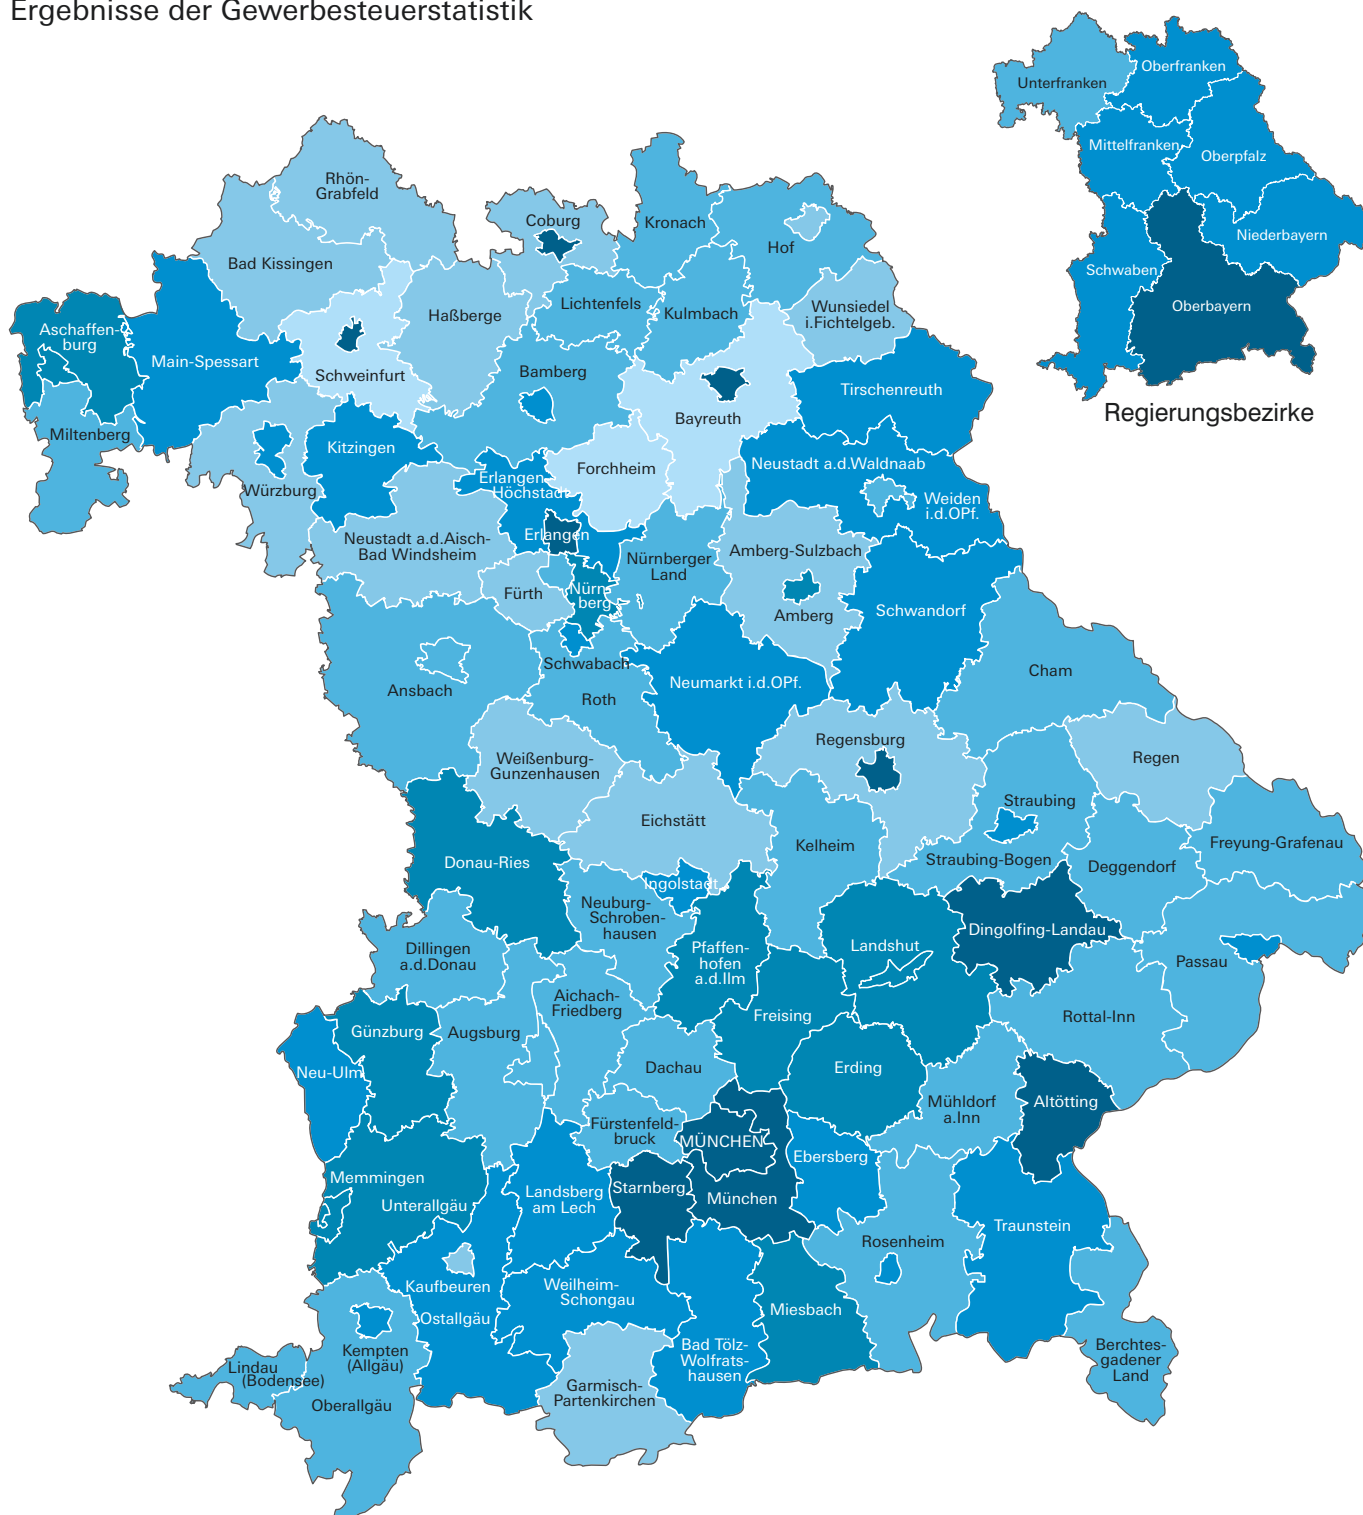 Ergebnisse der Gewerbesteuerstatistik
Unterfranken
Oberfranken
Mittelfranken
Oberpfalz
Niederbayern
Schwaben
Oberbayern
Regierungsbezirke
Rhön-
Grabfeld
Coburg
Kronach
Hof
Bad Kissingen
Lichtenfels
Kulmbach
Wunsiedel
i.Fichtelgeb.
Haßberge
Aschaffen-
burg
Main-Spessart
Schweinfurt
Bamberg
Tirschenreuth
Bayreuth
Miltenberg
Kitzingen
Forchheim
Neustadt a.d.Waldnaab
Erlangen-
Höchstadt
Würzburg
Weiden
i.d.OPf.
Erlangen
Neustadt a.d.Aisch-
Bad Windsheim
Nürnberger
Land
Amberg-Sulzbach
Fürth
Nürn-
berg
Amberg
Schwandorf
Schwabach
Ansbach
Roth
Neumarkt i.d.OPf.
Cham
Regensburg
Weißenburg-
Gunzenhausen
Regen
Straubing
Eichstätt
Kelheim
Freyung-Grafenau
Donau-Ries
Straubing-Bogen
Deggendorf
Ingolstadt
Neuburg-
Schroben-
hausen
Dingolfing-Landau
Dillingen
a.d.Donau
Pfaffen-
hofen
a.d.Ilm
Landshut
Passau
Aichach-
Friedberg
Günzburg
Augsburg
Freising
Rottal-Inn
Neu-Ulm
Dachau
Erding
Mühldorf
a.Inn
Altötting
Fürstenfeld-
bruck
MÜNCHEN
Ebersberg
Memmingen
Unterallgäu
Landsberg
am Lech
Starnberg
München
Traunstein
Rosenheim
Kaufbeuren
Weilheim-
Schongau
Miesbach
Ostallgäu
Kempten
(Allgäu)
Bad Tölz-
Wolfrats-
hausen
Berchtes-
gadener
Land
Lindau
(Bodensee)
Garmisch-
Partenkirchen
Oberallgäu